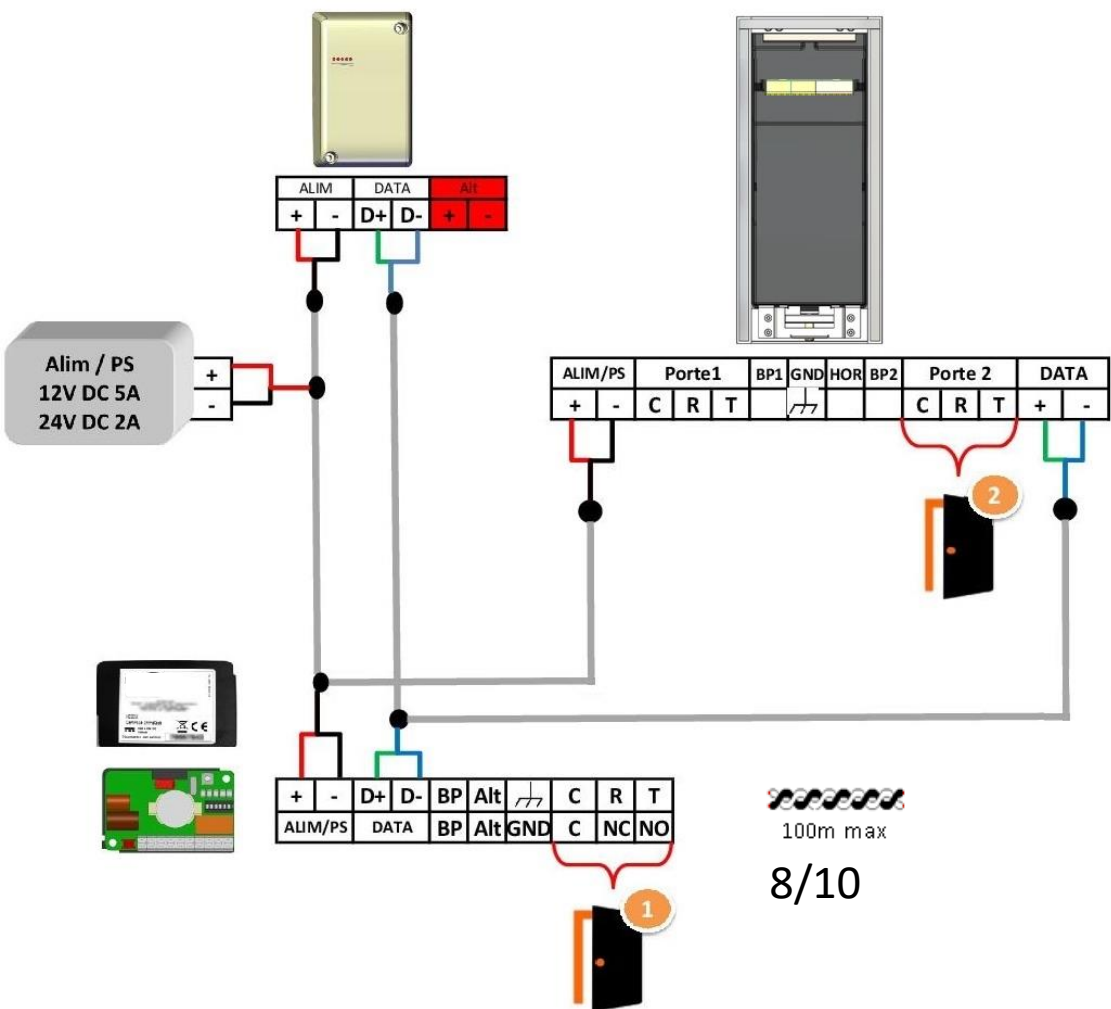 ALIM DATA Alt
+ - D+ D- + -
Alim / PS
12V DC 5A
24V DC 2A
+
-
ALIM/PS Porte1 BP1 GND HOR BP2 Porte 2 DATA
+ - C R T C R T + -
2
+ - D+ D- BP Alt C R T
ALIM/PS DATA BP Alt GND C NC NO
1
100m max
8/10